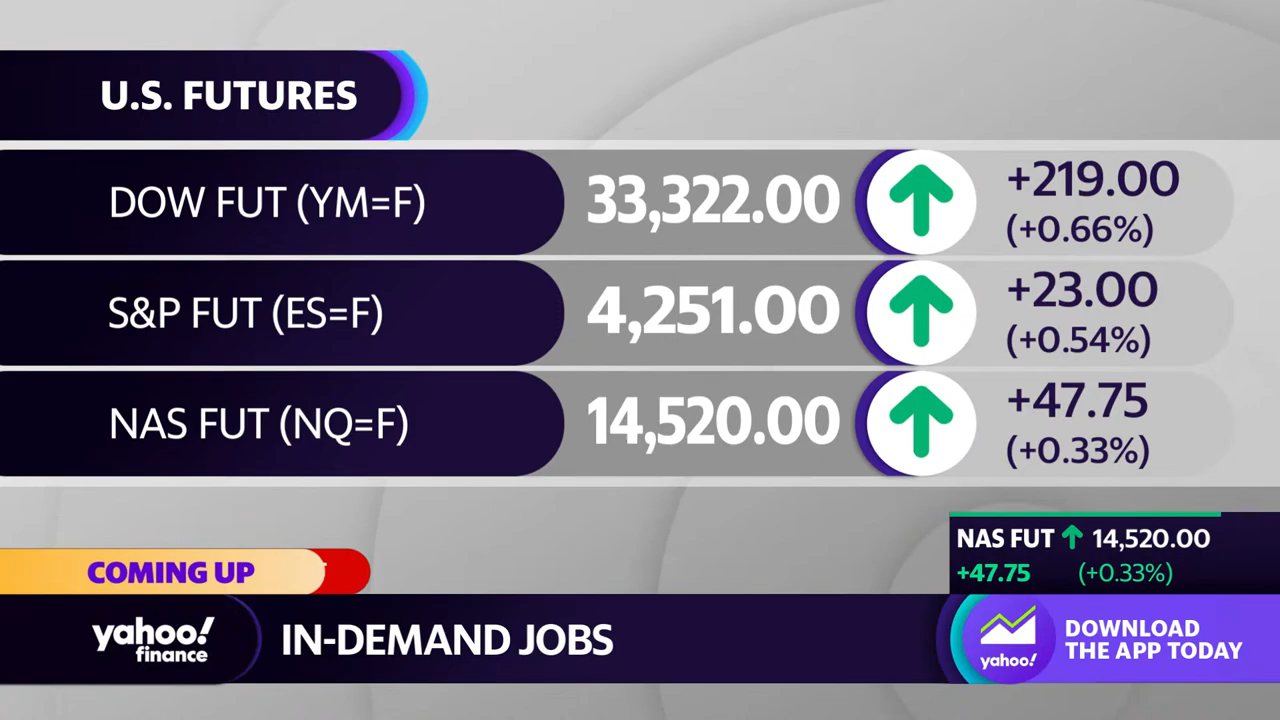 U.S. FUTURES
DOW FUT (YM=F) 33,322.00 +219.00
(+0.66%)
S&P FUT (ES=F) 4,251.00 +23.00
(+0.54%)
NAS FUT (NQ=F) 14,520.00 +47.75
(+0.33%)
NAS FUT 14,520.00
+47.75 (+0.33%)
COMING UP
yahoo!
finance
IN-DEMAND JOBS
yahoo!
DOWNLOAD
THE APP TODAY